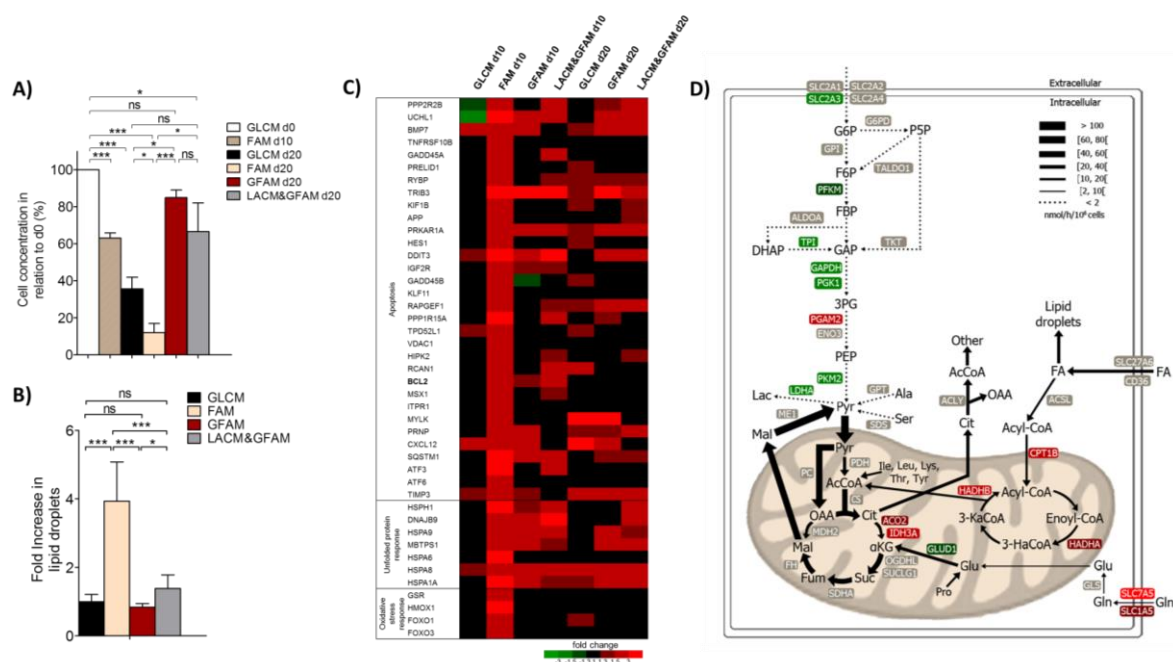 A)
*
ns
ns
***
*
***
*
***
*
***
ns
Cell concentration in
relation to d0 (%)
100
80
60
40
20
0
GLCM d0
FAM d10
GLCM d20
FAM d20
GFAM d20
LACM&GFAM d20
B)
ns
ns
***
***
***
*
Fold Increase in
lipid droplets
6
4
2
0
GLCM
FAM
GFAM
LACM&GFAM
C)
GLCM d10
FAM d10
GFAM d10
LACM&GFAM d10
GLCM d20
GFAM d20
LACM&GFAM d20
Apoptosis
PPP2R2B
UCHL1
BMP7
TNFRSF10B
GADD45A
PRELID1
RYBP
TRIB3
KIF1B
APP
PRKAR1A
HES1
DDIT3
IGF2R
GADD45B
KLF11
RAPGEF1
PPP1R15A
TPD52L1
VDAC1
HIPK2
RCAN1
BCL2
MSX1
ITPR1
MYLK
PRNP
CXCL12
SQSTM1
ATF3
ATF6
TIMP3
Unfolded protein
response
HSPH1
DNAJB9
HSPA9
MBTPS1
HSPA6
HSPA8
HSPA1A
Oxidative
stress
response
GSR
HMOX1
FOXO1
FOXO3
fold change
D)
Extracellular
Intracellular
SLC2A1
SLC2A2
SLC2A3
SLC2A4
> 100
[60, 80[
[40, 60[
[20, 40[
[10, 20[
[2, 10[
< 2
nmol/h/10⁶ cells
G6P
G6PD
P5P
GPI
F6P
TALDO1
PFKM
FBP
ALDOA
DHAP
TPI
GAP
TKT
GAPDH
PGK1
3PG
PGAM2
ENO3
PEP
PKM2
Lac
LDHA
Pyr
GPT
Ala
SDS
Ser
ME1
Mal
Other
AcCoA
ACLY
OAA
Cit
Lipid
droplets
FA
SLC27A6
CD36
FA
ACSL
Acyl-CoA
CPT1B
Pyr
PC
PDH
AcCoA
Ile, Leu, Lys,
Thr, Tyr
CS
OAA
Cit
MDH2
ACO2
IDH3A
Mal
αKG
GLUD1
OGDHL
SUCLG1
FH
Fum
Suc
SDHA
HADHB
Acyl-CoA
3-KaCoA
Enoyl-CoA
3-HaCoA
HADHA
Glu
Pro
Glu
GLS
Gln
SLC7A5
SLC1A5
Gln